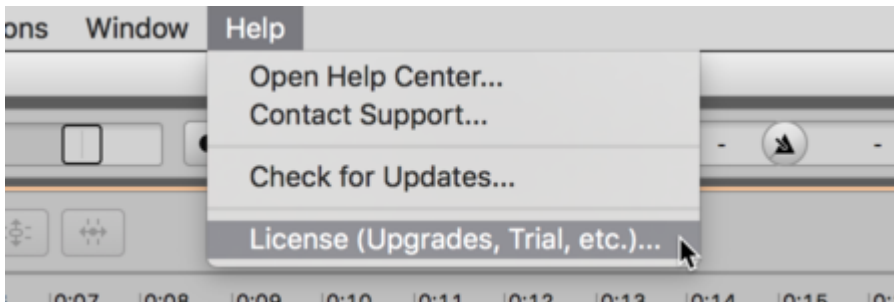 ons Window Help
Open Help Center...
Contact Support...
- -
Check for Updates...
License (Upgrades, Trial, etc.)...
0:07 0:08 0:09 0:10 0:11 0:12 0:13 0:14 0:15